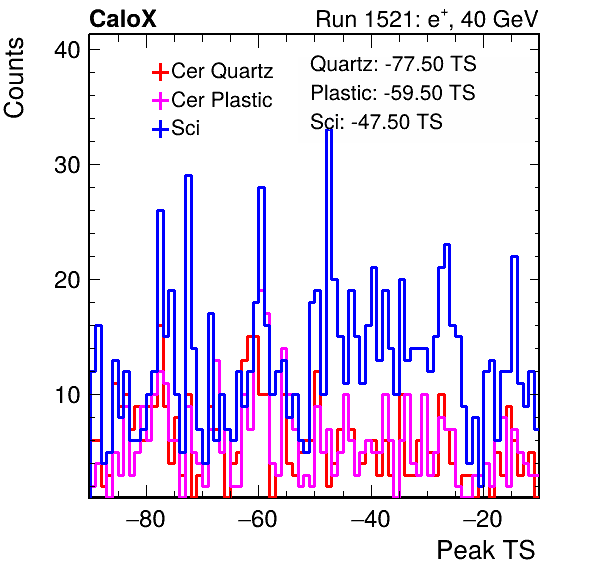 CaloX Run 1521: e⁺, 40 GeV
Counts
40
30
20
10
Cer Quartz
Cer Plastic
Sci
Quartz: -77.50 TS
Plastic: -59.50 TS
Sci: -47.50 TS
−80 −60 −40 −20
Peak TS